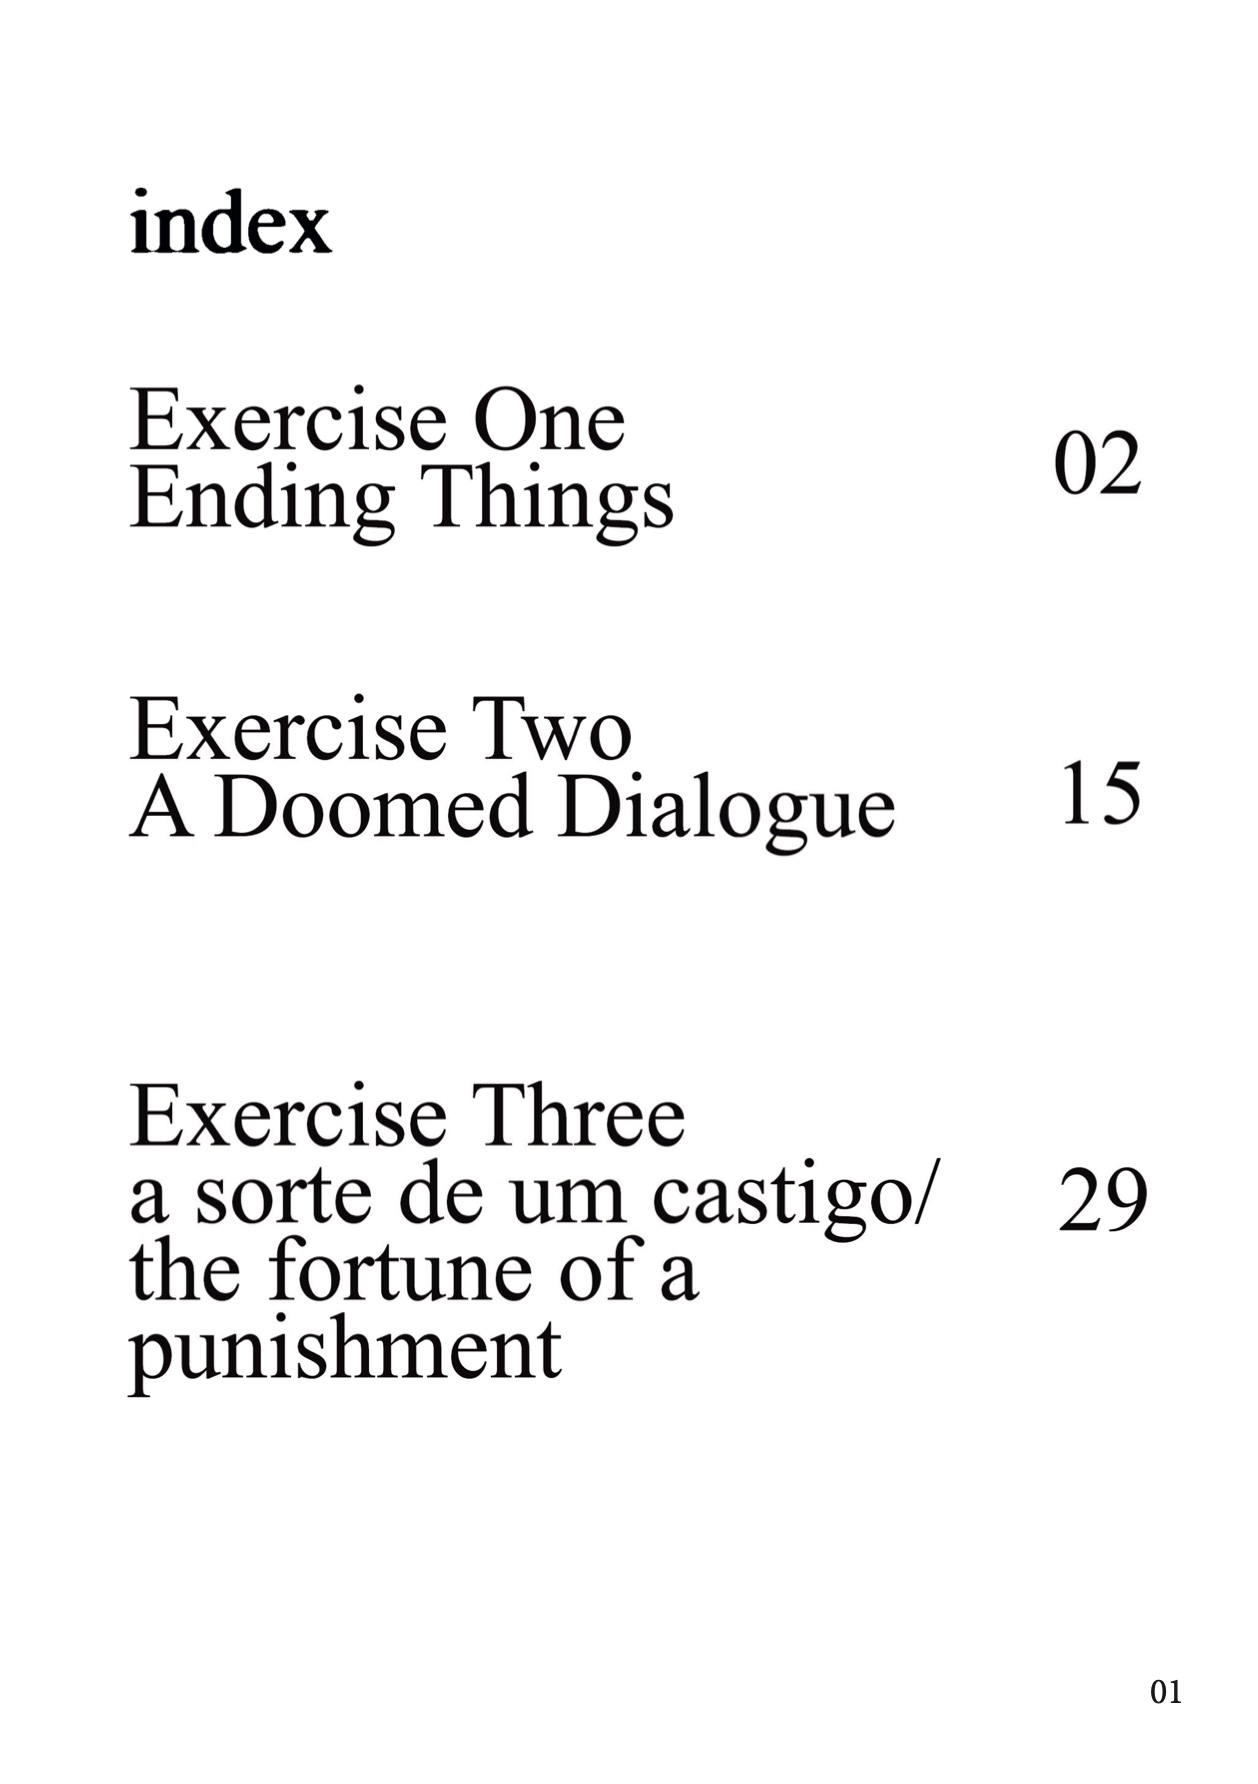 index
Exercise One
Ending Things
02
Exercise Two
A Doomed Dialogue
15
Exercise Three
a sorte de um castigo/
29
the fortune of a
punishment
01